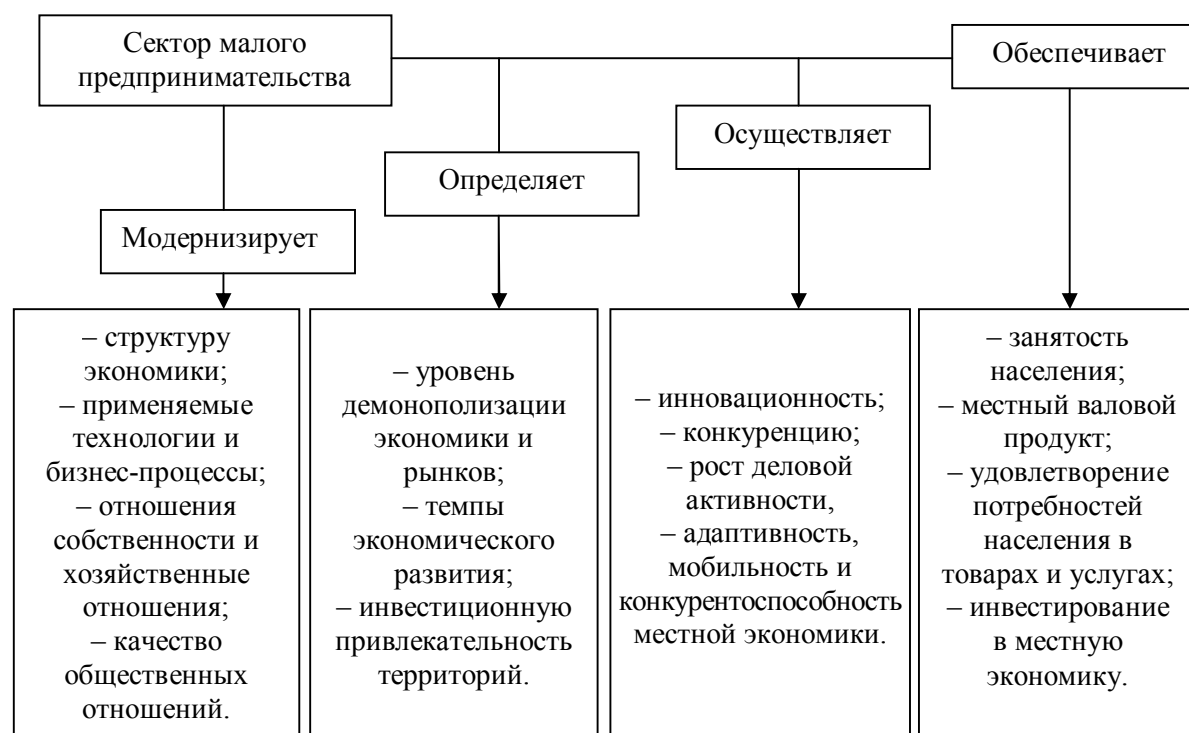 Сектор малого
предпринимательства
Обеспечивает
Осуществляет
Определяет
Модернизирует
– структуру
экономики;
– применяемые
технологии и
бизнес-процессы;
– отношения
собственности и
хозяйственные
отношения;
– качество
общественных
отношений.
– уровень
демонополизации
экономики и
рынков;
– темпы
экономического
развития;
– инвестиционную
привлекательность
территорий.
– инновационность;
– конкуренцию;
– рост деловой
активности,
– адаптивность,
мобильность и
конкурентоспособность
местной экономики.
– занятость
населения;
– местный валовой
продукт;
– удовлетворение
потребностей
населения в
товарах и услугах;
– инвестирование
в местную
экономику.